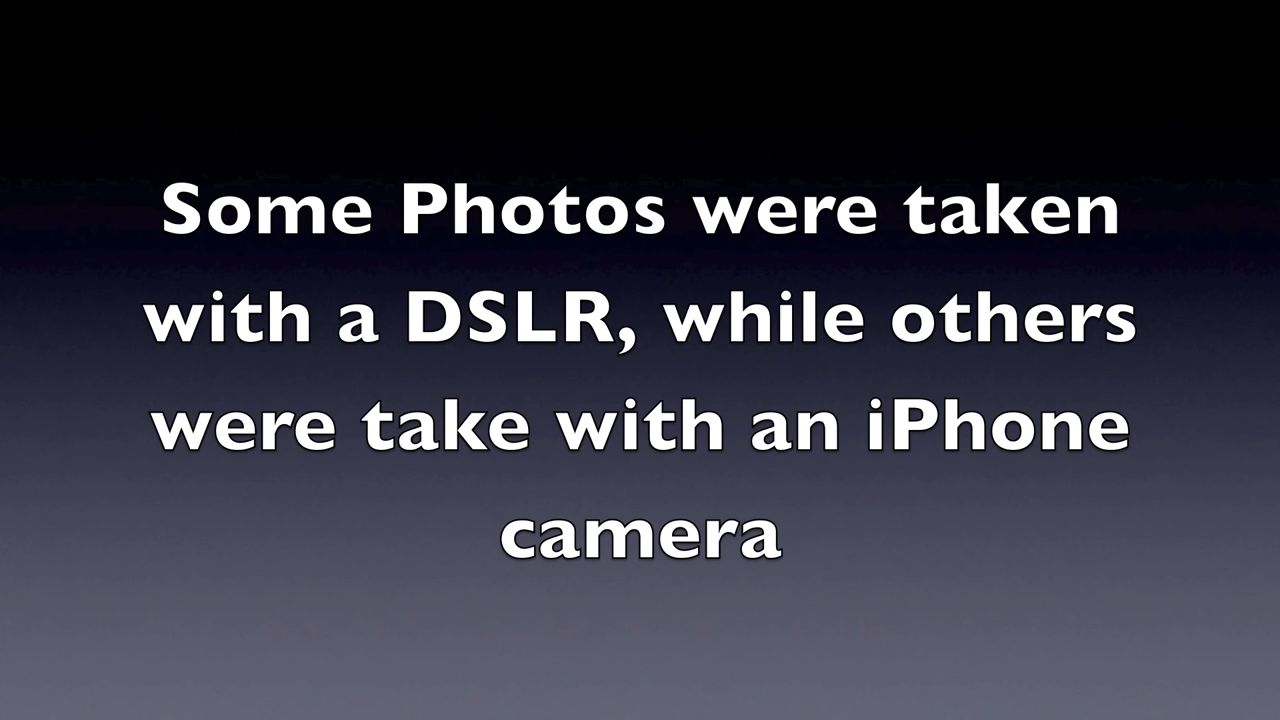 Some Photos were taken
with a DSLR, while others
were take with an iPhone
camera